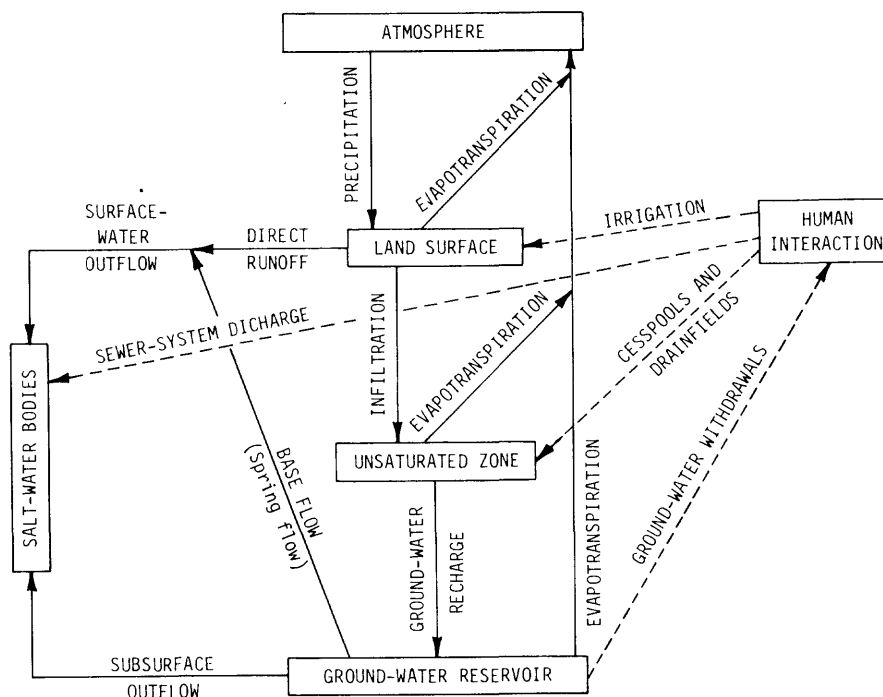 ATMOSPHERE
PRECIPITATION
EVAPOTRANSPIRATION
SURFACE-
WATER
OUTFLOW
DIRECT
RUNOFF
LAND SURFACE
IRRIGATION
HUMAN
INTERACTION
SEWER-SYSTEM DICHARGE
INFILTRATION
EVAPOTRANSPIRATION
CESSPOOLS AND
DRAINFIELDS
SALT-WATER BODIES
BASE FLOW
(Spring flow)
UNSATURATED ZONE
GROUND-WATER
RECHARGE
EVAPOTRANSPIRATION
GROUND-WATER WITHDRAWALS
SUBSURFACE
OUTFLOW
GROUND-WATER RESERVOIR